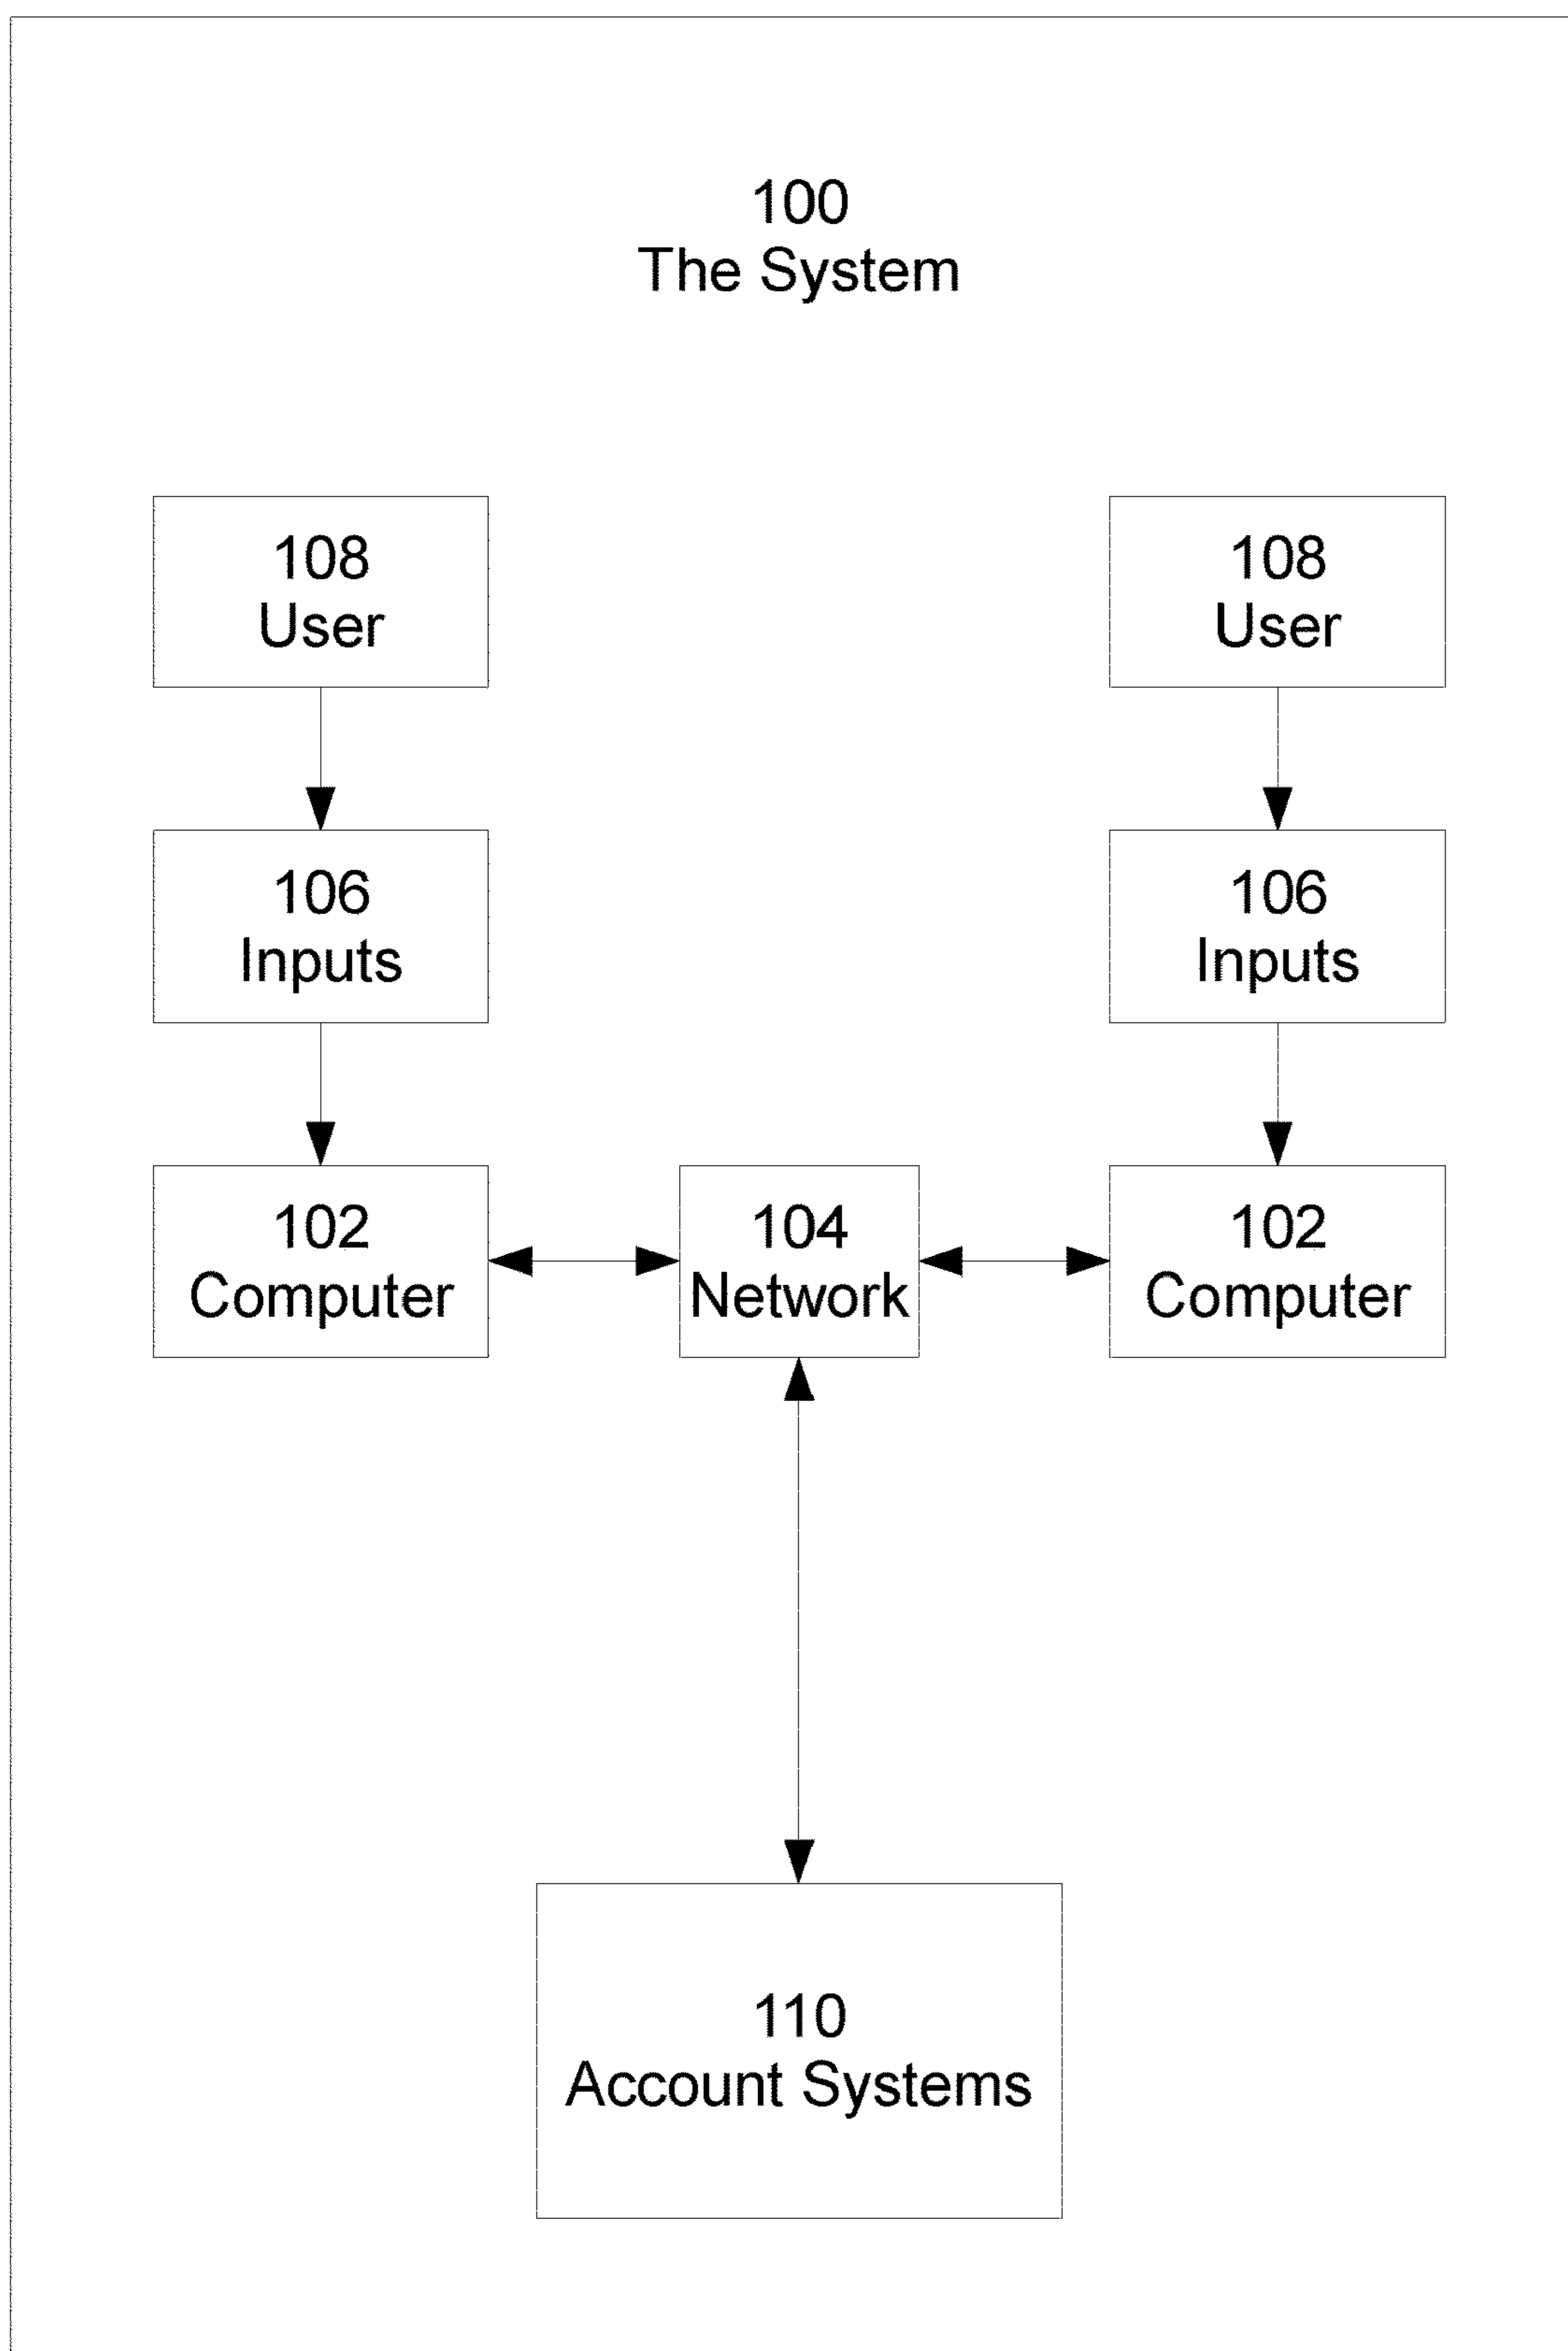 100
The System
108
User
108
User
106
Inputs
106
Inputs
102
Computer
104
Network
102
Computer
110
Account Systems